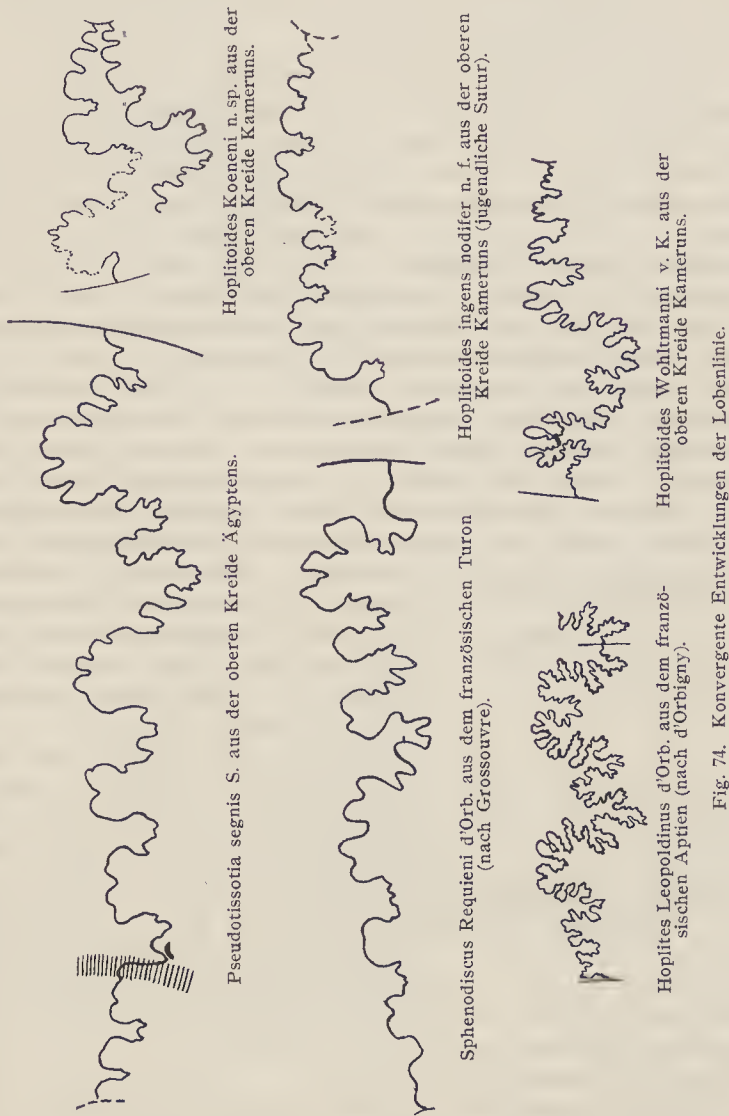 Pseudotissotia segnis S. aus der oberen Kreide Ägyptens.
Hoplitoides Koeneni n. sp. aus der
oberen Kreide Kameruns.
Sphenodiscus Requieni d'Orb. aus dem französischen Turon
(nach Grossouvre).
Hoplitoides ingens nodifer n. f. aus der oberen
Kreide Kameruns (jugendliche Sutur).
Hoplites Leopoldinus d'Orb. aus dem franzö-
sischen Aptien (nach d'Orbigny).
Hoplitoides Wohltmanni v. K. aus der
oberen Kreide Kameruns.
Fig. 74. Konvergente Entwicklungen der Lobenlinie.